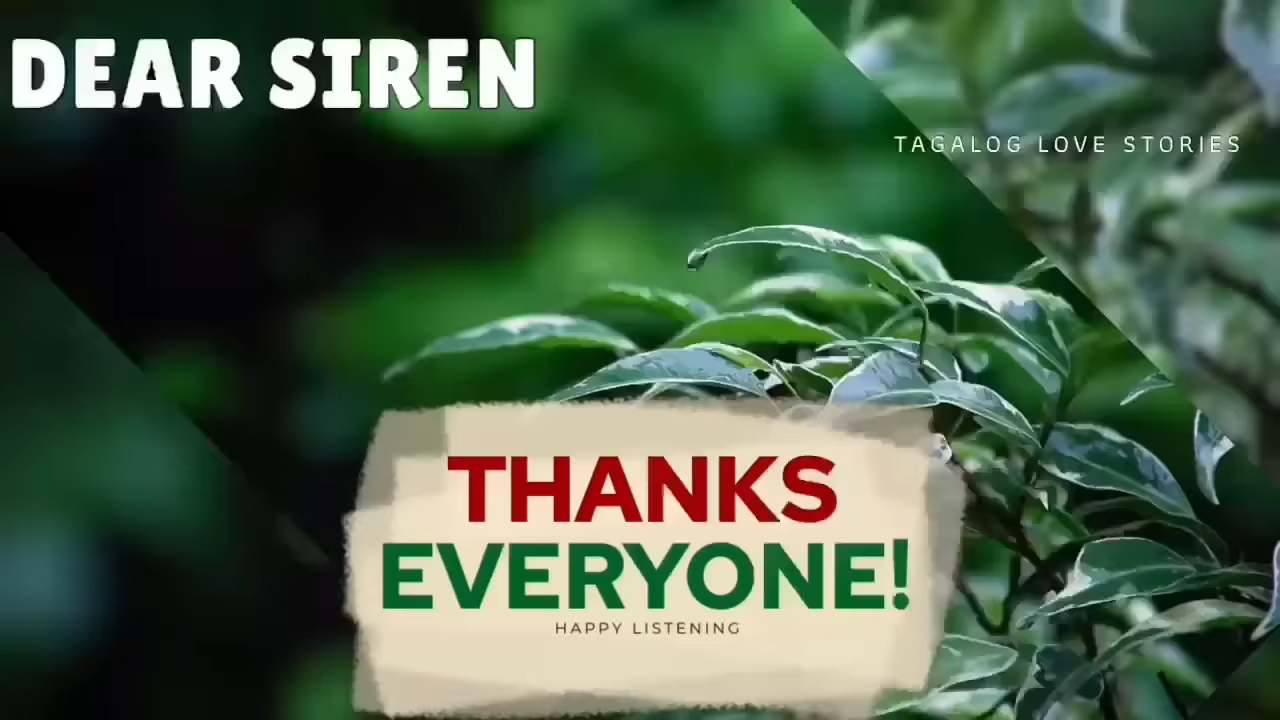 DEAR SIREN
TAGALOG LOVE STORIES
THANKS
EVERYONE!
HAPPY LISTENING